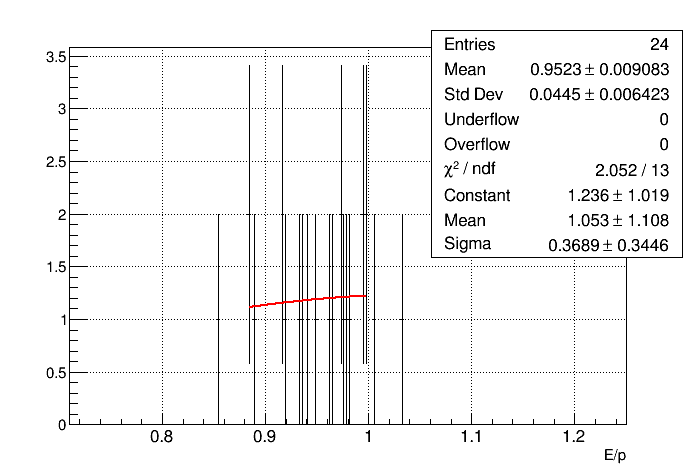 Entries 24
Mean 0.9523 ± 0.009083
Std Dev 0.0445 ± 0.006423
Underflow 0
Overflow 0
χ² / ndf 2.052 / 13
Constant 1.236 ± 1.019
Mean 1.053 ± 1.108
Sigma 0.3689 ± 0.3446
3.5
3
2.5
2
1.5
1
0.5
0
0.8 0.9 1 1.1 1.2
E/p